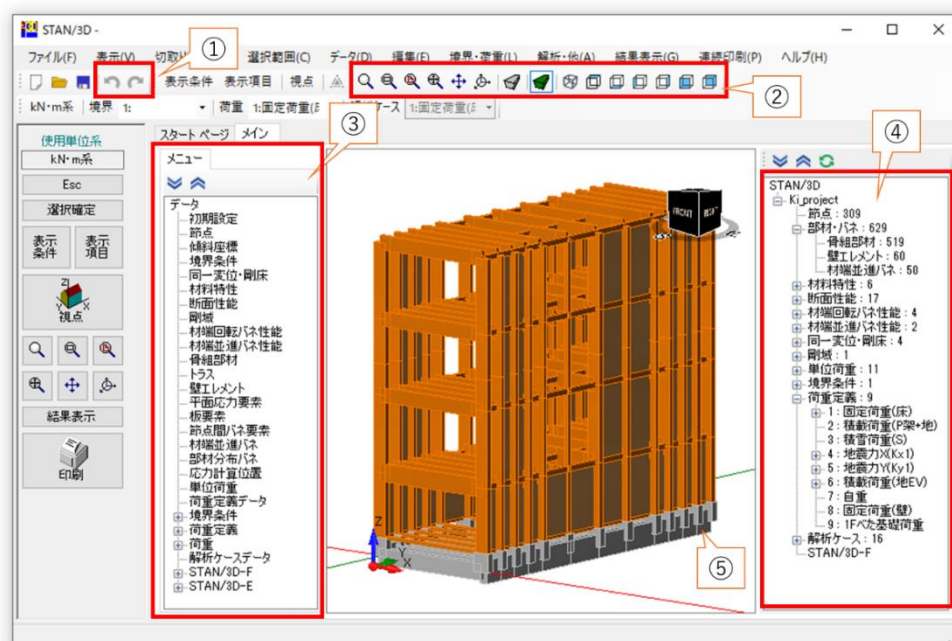 STAN/3D -
ファイル(F) 表示(V) 切取り 選択範囲(C) データ(D) 編集(E) 境界・荷重(L) 解析・他(A) 結果表示(G) 連続印刷(P) ヘルプ(H)
①
表示条件 表示項目 視点
②
kN・m系 境界 1: 荷重 1:固定荷重( ケース 1:固定荷重(
③
④
使用単位系
kN・m系
Esc
選択確定
表示
条件
表示
項目
Z
Y
X
視点
結果表示
印刷
スタート ページ メイン
メニュー
データ
初期設定
節点
傾斜座標
境界条件
同一変位・剛床
材料特性
断面性能
剛域
材端回転バネ性能
材端並進バネ性能
骨組部材
トラス
壁エレメント
平面応力要素
板要素
節点間バネ要素
材端並進バネ
部材分布バネ
応力計算位置
単位荷重
荷重定義データ
境界条件
荷重定義
荷重
解析ケースデータ
STAN/3D-F
STAN/3D-E
FRONT
Z
Y
X
⑤
STAN/3D
Ki_project
節点 : 309
部材・バネ : 629
骨組部材 : 519
壁エレメント : 60
材端並進バネ : 50
材料特性 : 6
断面性能 : 17
材端回転バネ性能 : 4
材端並進バネ性能 : 2
同一変位・剛床 : 4
剛域 : 1
単位荷重 : 11
境界条件 : 1
荷重定義 : 9
1 : 固定荷重(床)
2 : 積載荷重(P架+地)
3 : 積雪荷重(S)
4 : 地震力X(Kx1)
5 : 地震力Y(Ky1)
6 : 積載荷重(地EV)
7 : 自重
8 : 固定荷重(壁)
9 : 1Fべた基礎荷重
解析ケース : 16
STAN/3D-F